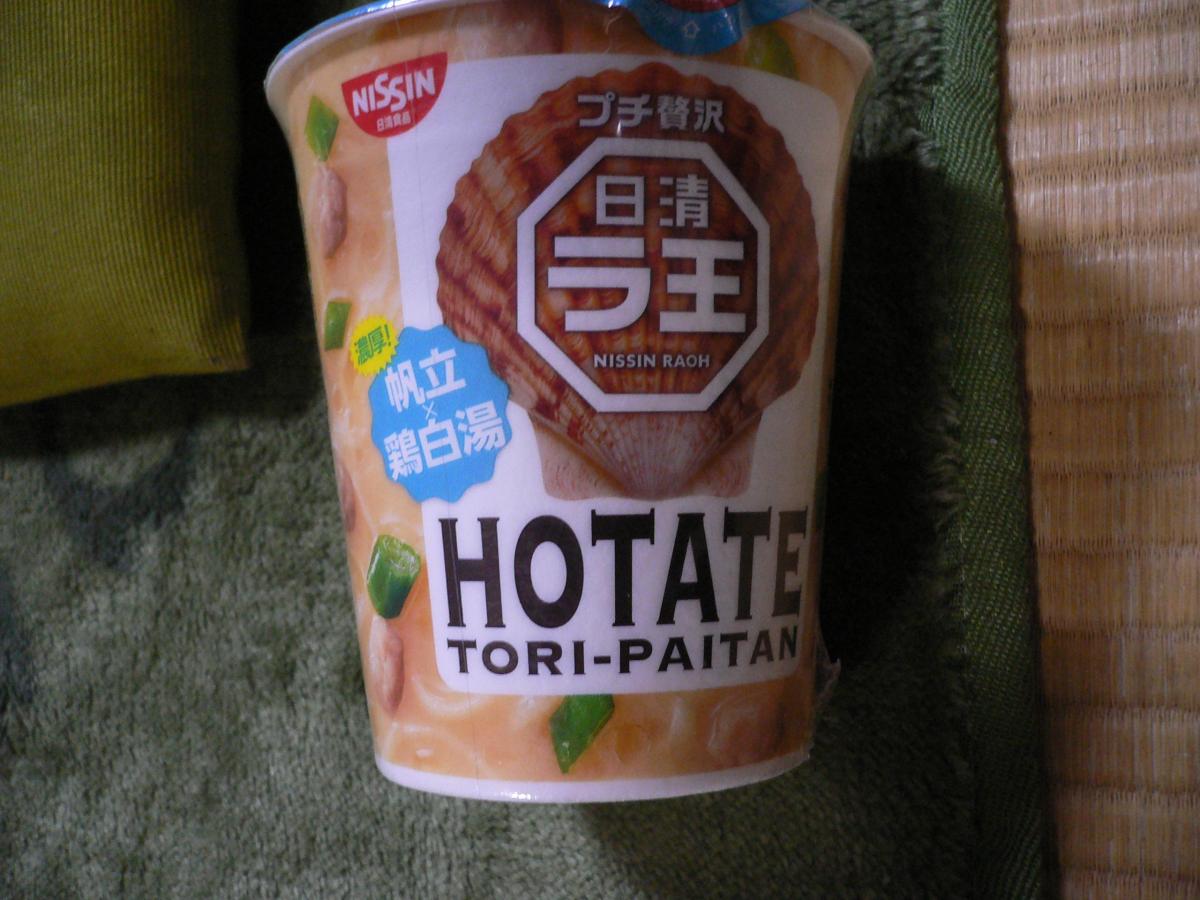 NISSIN
日清食品
プチ贅沢
日清
ラ王
NISSIN RAOH
濃厚!
帆立
×
鶏白湯
HOTATE
TORI-PAITAN